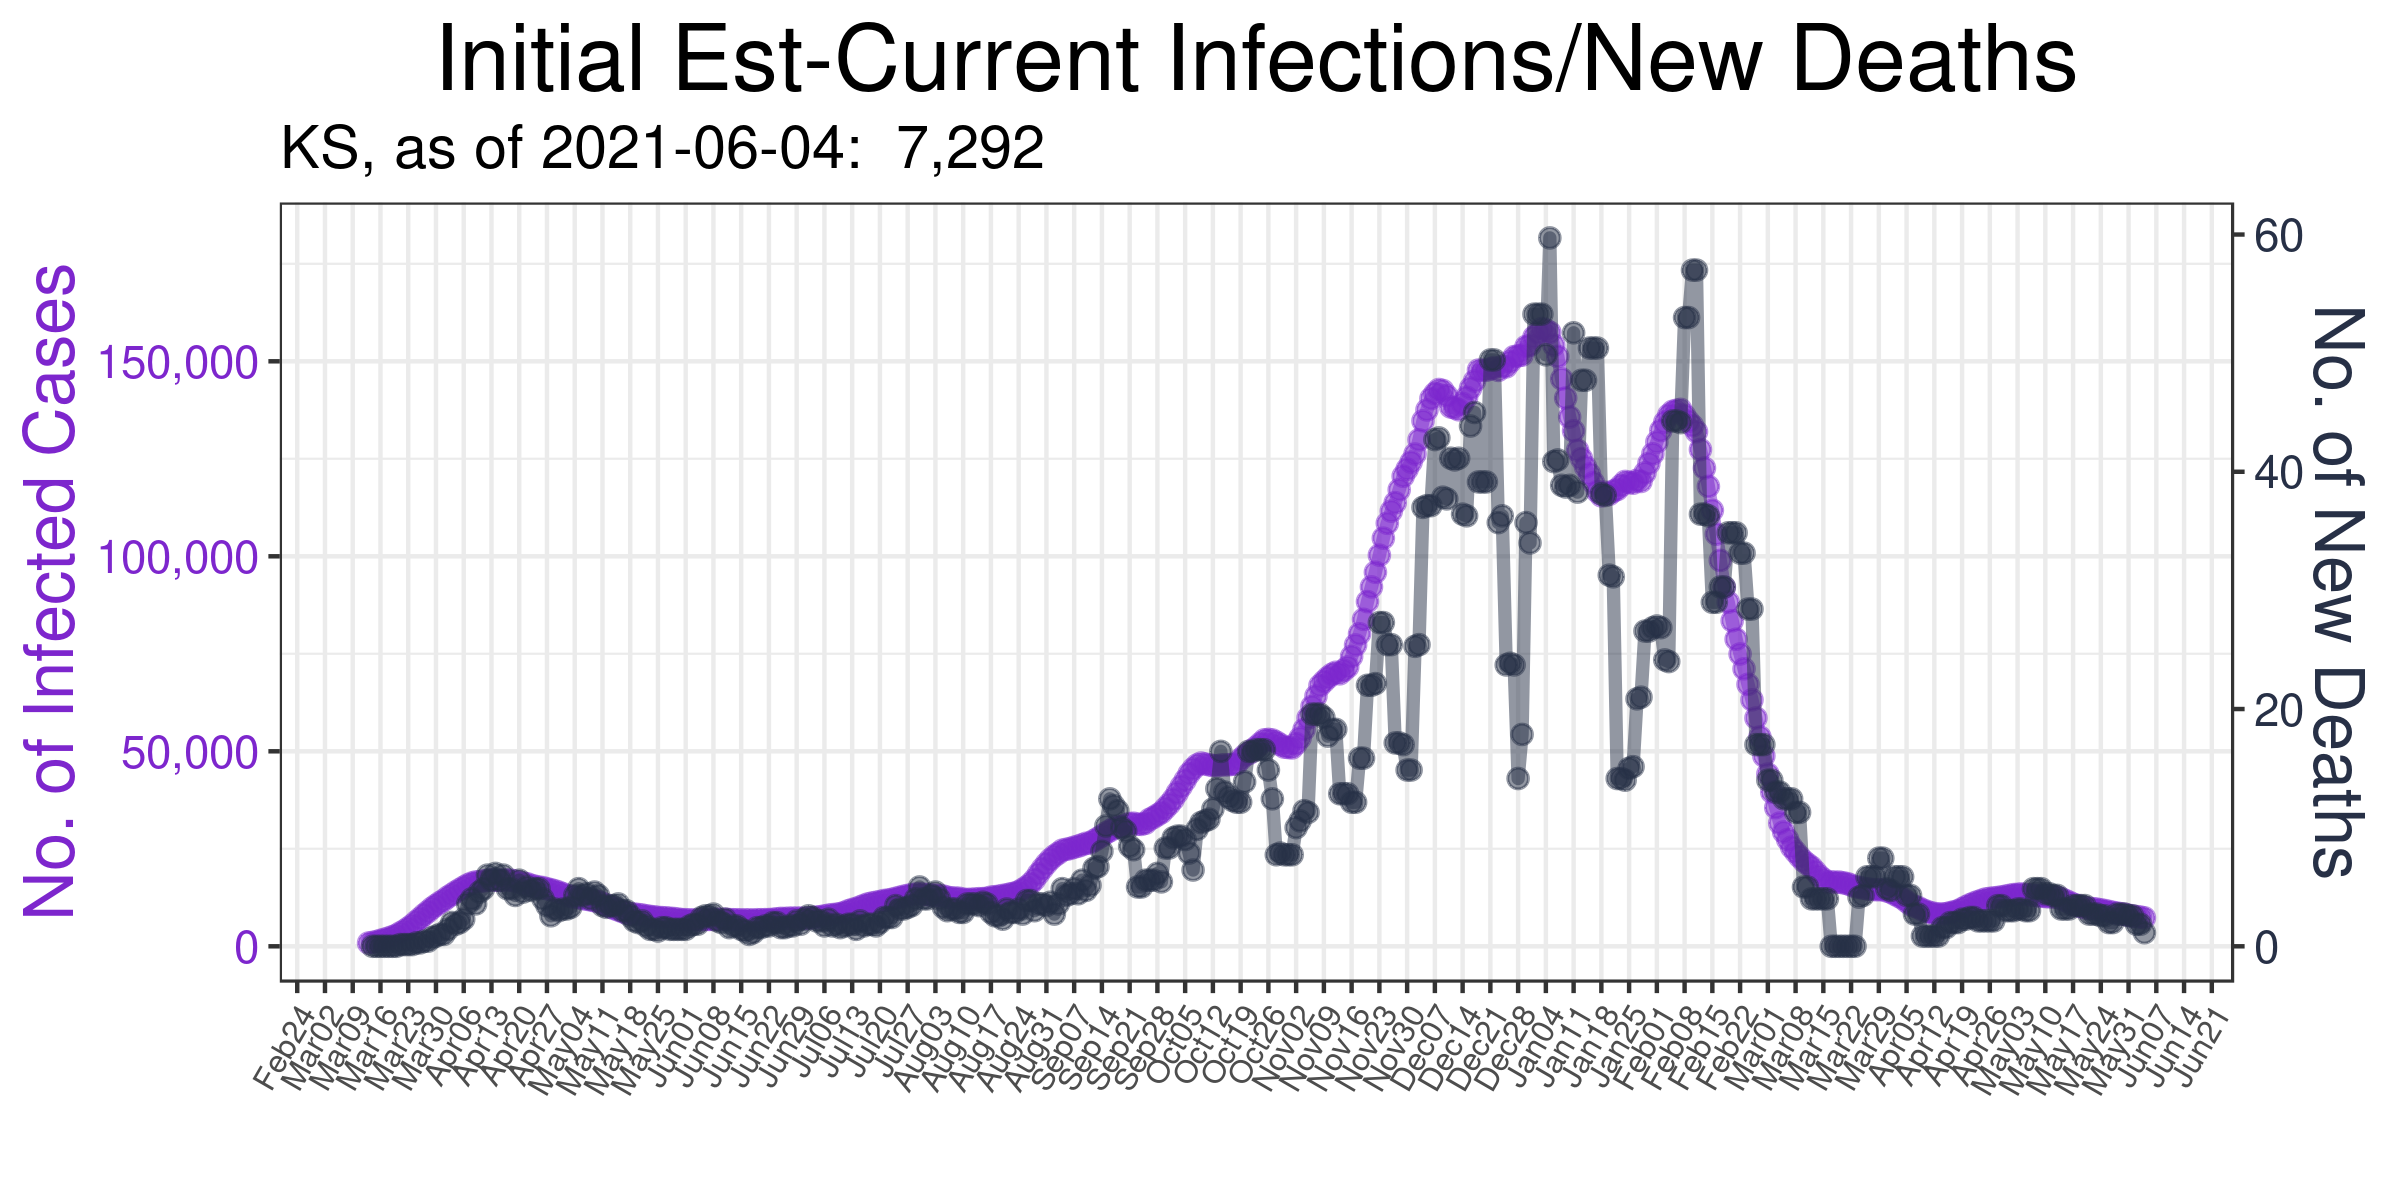 Initial Est-Current Infections/New Deaths
KS, as of 2021-06-04:  7,292
No. of Infected Cases
150,000
100,000
50,000
0
60
40
20
0
No. of New Deaths
Feb24
Mar02
Mar09
Mar16
Mar23
Mar30
Apr06
Apr13
Apr20
Apr27
May04
May11
May18
May25
Jun01
Jun08
Jun15
Jun22
Jun29
Jul06
Jul13
Jul20
Jul27
Aug03
Aug10
Aug17
Aug24
Aug31
Sep07
Sep14
Sep21
Sep28
Oct05
Oct12
Oct19
Oct26
Nov02
Nov09
Nov16
Nov23
Nov30
Dec07
Dec14
Dec21
Dec28
Jan04
Jan11
Jan18
Jan25
Feb01
Feb08
Feb15
Feb22
Mar01
Mar08
Mar15
Mar22
Mar29
Apr05
Apr12
Apr19
Apr26
May03
May10
May17
May24
May31
Jun07
Jun14
Jun21